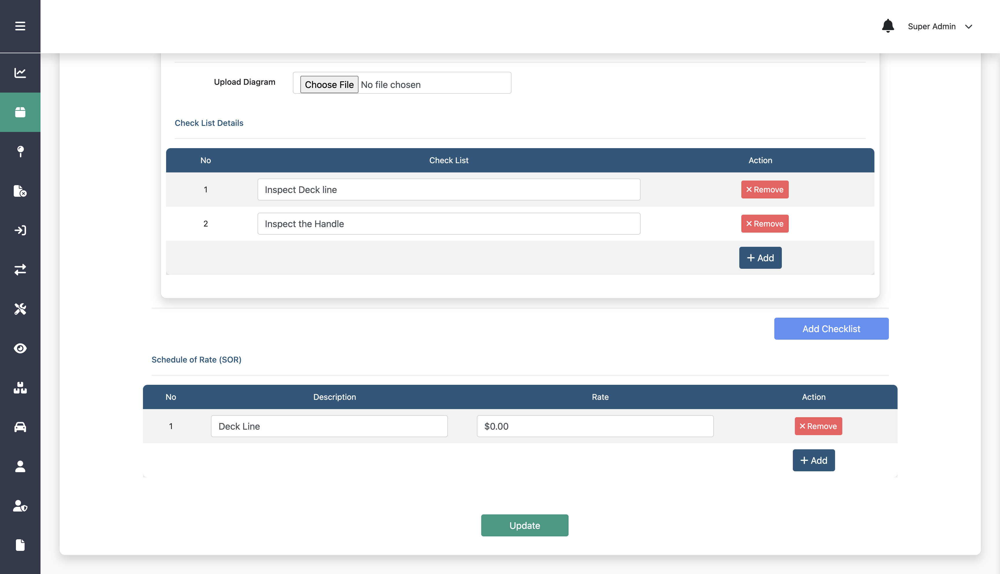 Super Admin
Upload Diagram Choose File No file chosen
Check List Details
No Check List Action
1 Inspect Deck line Remove
2 Inspect the Handle Remove
+ Add
Add Checklist
Schedule of Rate (SOR)
No Description Rate Action
1 Deck Line $0.00 Remove
+ Add
Update